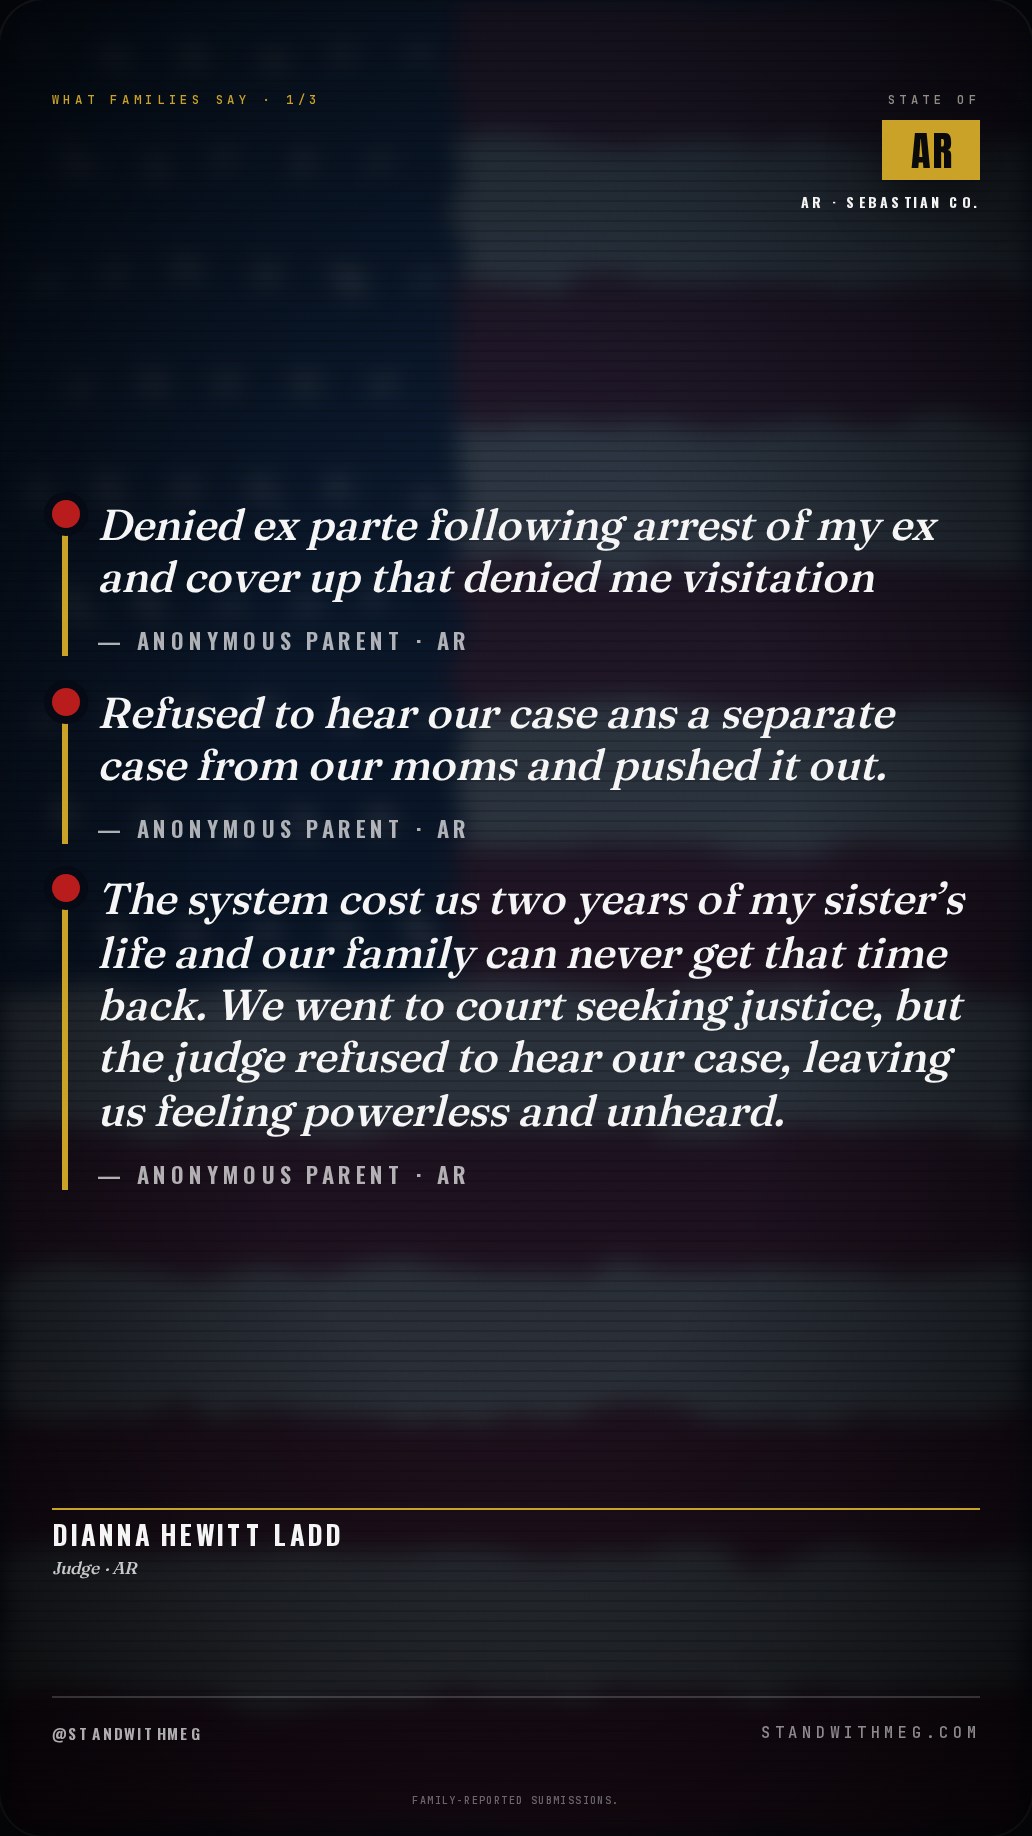 WHAT FAMILIES SAY · 1/3
STATE OF
AR
AR · SEBASTIAN CO.
Denied ex parte following arrest of my ex
and cover up that denied me visitation
— ANONYMOUS PARENT · AR
Refused to hear our case ans a separate
case from our moms and pushed it out.
— ANONYMOUS PARENT · AR
The system cost us two years of my sister’s
life and our family can never get that time
back. We went to court seeking justice, but
the judge refused to hear our case, leaving
us feeling powerless and unheard.
— ANONYMOUS PARENT · AR
DIANNA HEWITT LADD
Judge · AR
@STANDWITHMEG
STANDWITHMEG.COM
FAMILY-REPORTED SUBMISSIONS.